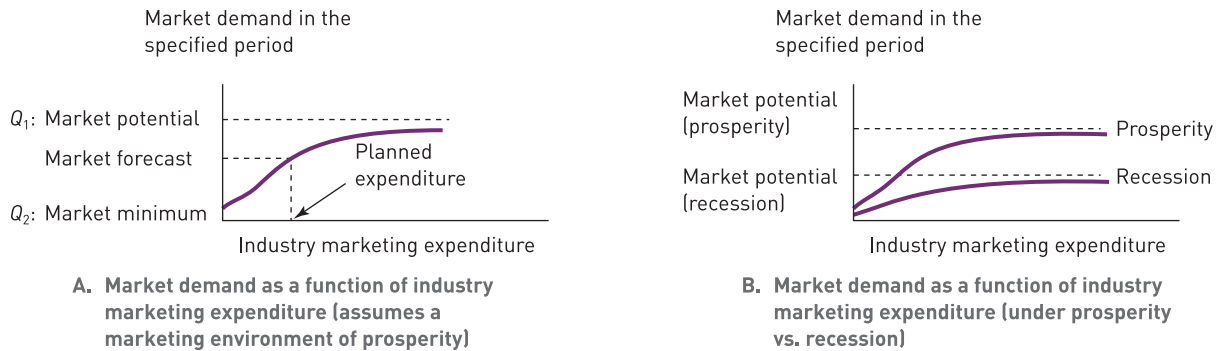 Market demand in the
specified period
Q₁: Market potential
Market forecast
Q₂: Market minimum
Planned
expenditure
Industry marketing expenditure
A. Market demand as a function of industry
marketing expenditure (assumes a
marketing environment of prosperity)
Market demand in the
specified period
Market potential
(prosperity)
Market potential
(recession)
Prosperity
Recession
Industry marketing expenditure
B. Market demand as a function of industry
marketing expenditure (under prosperity
vs. recession)